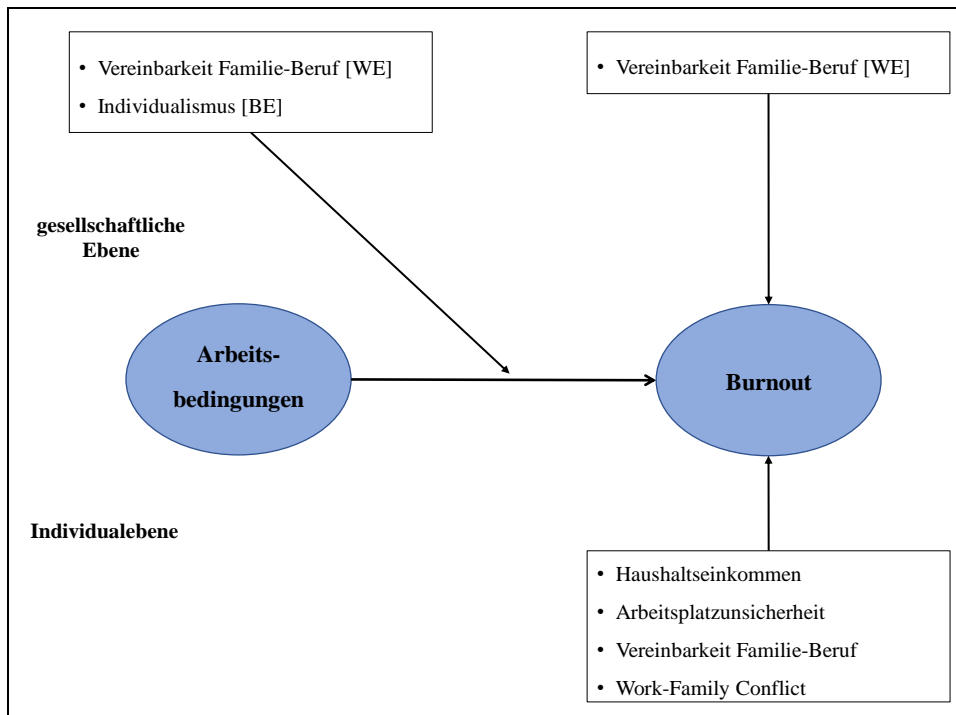 • Vereinbarkeit Familie-Beruf [WE]
• Individualismus [BE]
• Vereinbarkeit Familie-Beruf [WE]
gesellschaftliche
Ebene
Arbeits-
bedingungen
Burnout
Individualebene
• Haushaltseinkommen
• Arbeitsplatzunsicherheit
• Vereinbarkeit Familie-Beruf
• Work-Family Conflict